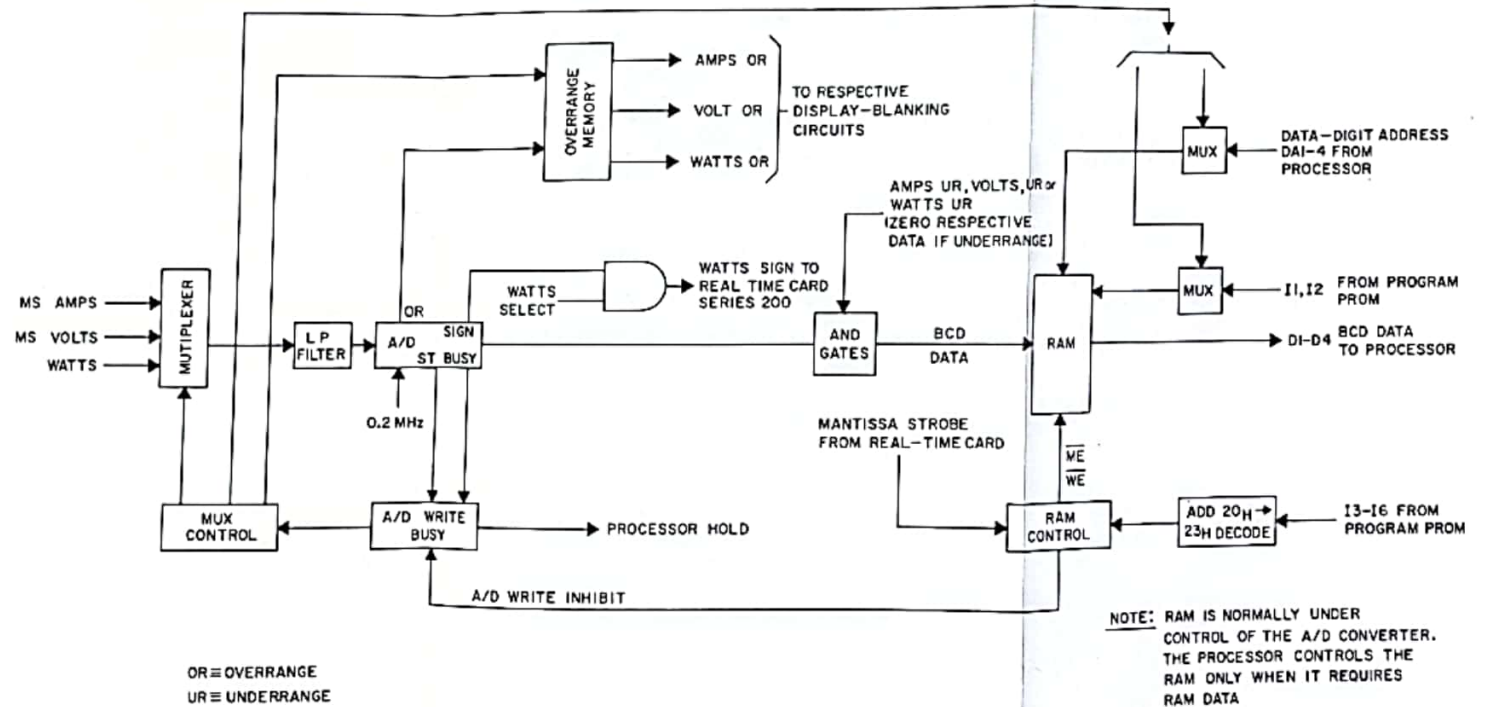 OVERRANGE
MEMORY
AMPS OR
VOLT OR
WATTS OR
TO RESPECTIVE
DISPLAY-BLANKING
CIRCUITS
MUX
DATA-DIGIT ADDRESS
DA1-4 FROM
PROCESSOR
AMPS UR, VOLTS, UR or
WATTS UR
(ZERO RESPECTIVE
DATA IF UNDERRANGE)
MS AMPS
MS VOLTS
WATTS
MUTIPLEXER
LP
FILTER
OR
A/D
SIGN
ST BUSY
0.2 MHz
WATTS
SELECT
WATTS SIGN TO
REAL TIME CARD
SERIES 200
AND
GATES
BCD
DATA
RAM
MUX
I1, I2 FROM PROGRAM
PROM
D1-D4 BCD DATA
TO PROCESSOR
MANTISSA STROBE
FROM REAL-TIME CARD
ME
WE
MUX
CONTROL
A/D WRITE
BUSY
PROCESSOR HOLD
RAM
CONTROL
ADD 20H→
23H DECODE
I3-I6 FROM
PROGRAM PROM
A/D WRITE INHIBIT
NOTE: RAM IS NORMALLY UNDER
CONTROL OF THE A/D CONVERTER.
THE PROCESSOR CONTROLS THE
RAM ONLY WHEN IT REQUIRES
RAM DATA
OR≡OVERRANGE
UR≡UNDERRANGE